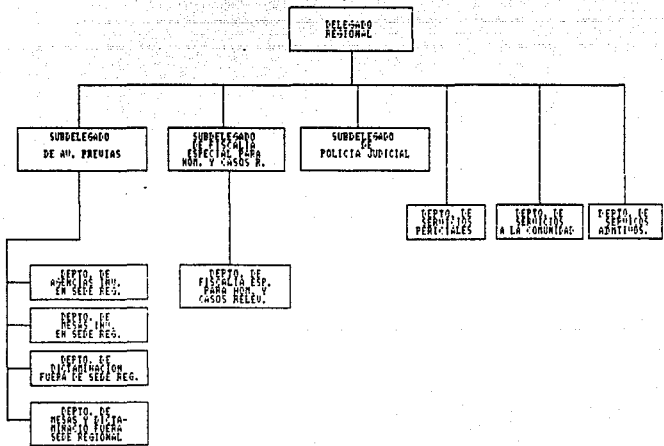 DELEGADO
REGIONAL
SUBDELEGADO
DE AV. PREVIAS
SUBDELEGADO
DE FISCALIA
ESPECIAL PARA
HOM. Y CASOS R.
SUBDELEGADO
DE
POLICIA JUDICIAL
DEPTO. DE
SERVICIOS
PERICIALES
DEPTO. DE
SERVICIOS
A LA COMUNIDAD
DEPTO. DE
SERVICOS
ADMTIVOS.
DEPTO. DE
AGENCIAS INV.
EN SEDE REG.
DEPTO. DE
FISCALIA ESP.
PARA HOM. Y
CASOS RELEV.
DEPTO. DE
MESAS INV.
EN SEDE REG.
DEPTO. DE
DICTAMINACION
FUERA DE SEDE REG.
DEPTO. DE
MESAS Y DICTA-
MINACIO FUERA
SEDE REGIONAL